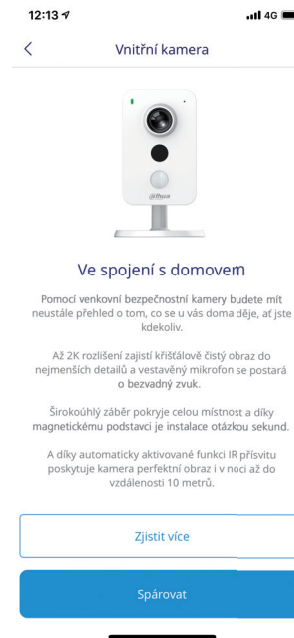 12:13
4G
Vnitřní kamera
alhua
Ve spojení s domovem
Pomocí venkovní bezpečnostní kamery budete mít
neustále přehled o tom, co se u vás doma děje, ať jste
kdekoliv.
Až 2K rozlišení zajistí křišťálově čistý obraz do
nejmenších detailů a vestavěný mikrofon se postará
o bezvadný zvuk.
Širokoúhlý záběr pokryje celou místnost a díky
magnetickému podstavci je instalace otázkou sekund.
A díky automaticky aktivované funkci IR přísvitu
poskytuje kamera perfektní obraz i v noci až do
vzdálenosti 10 metrů.
Zjistit více
Spárovat